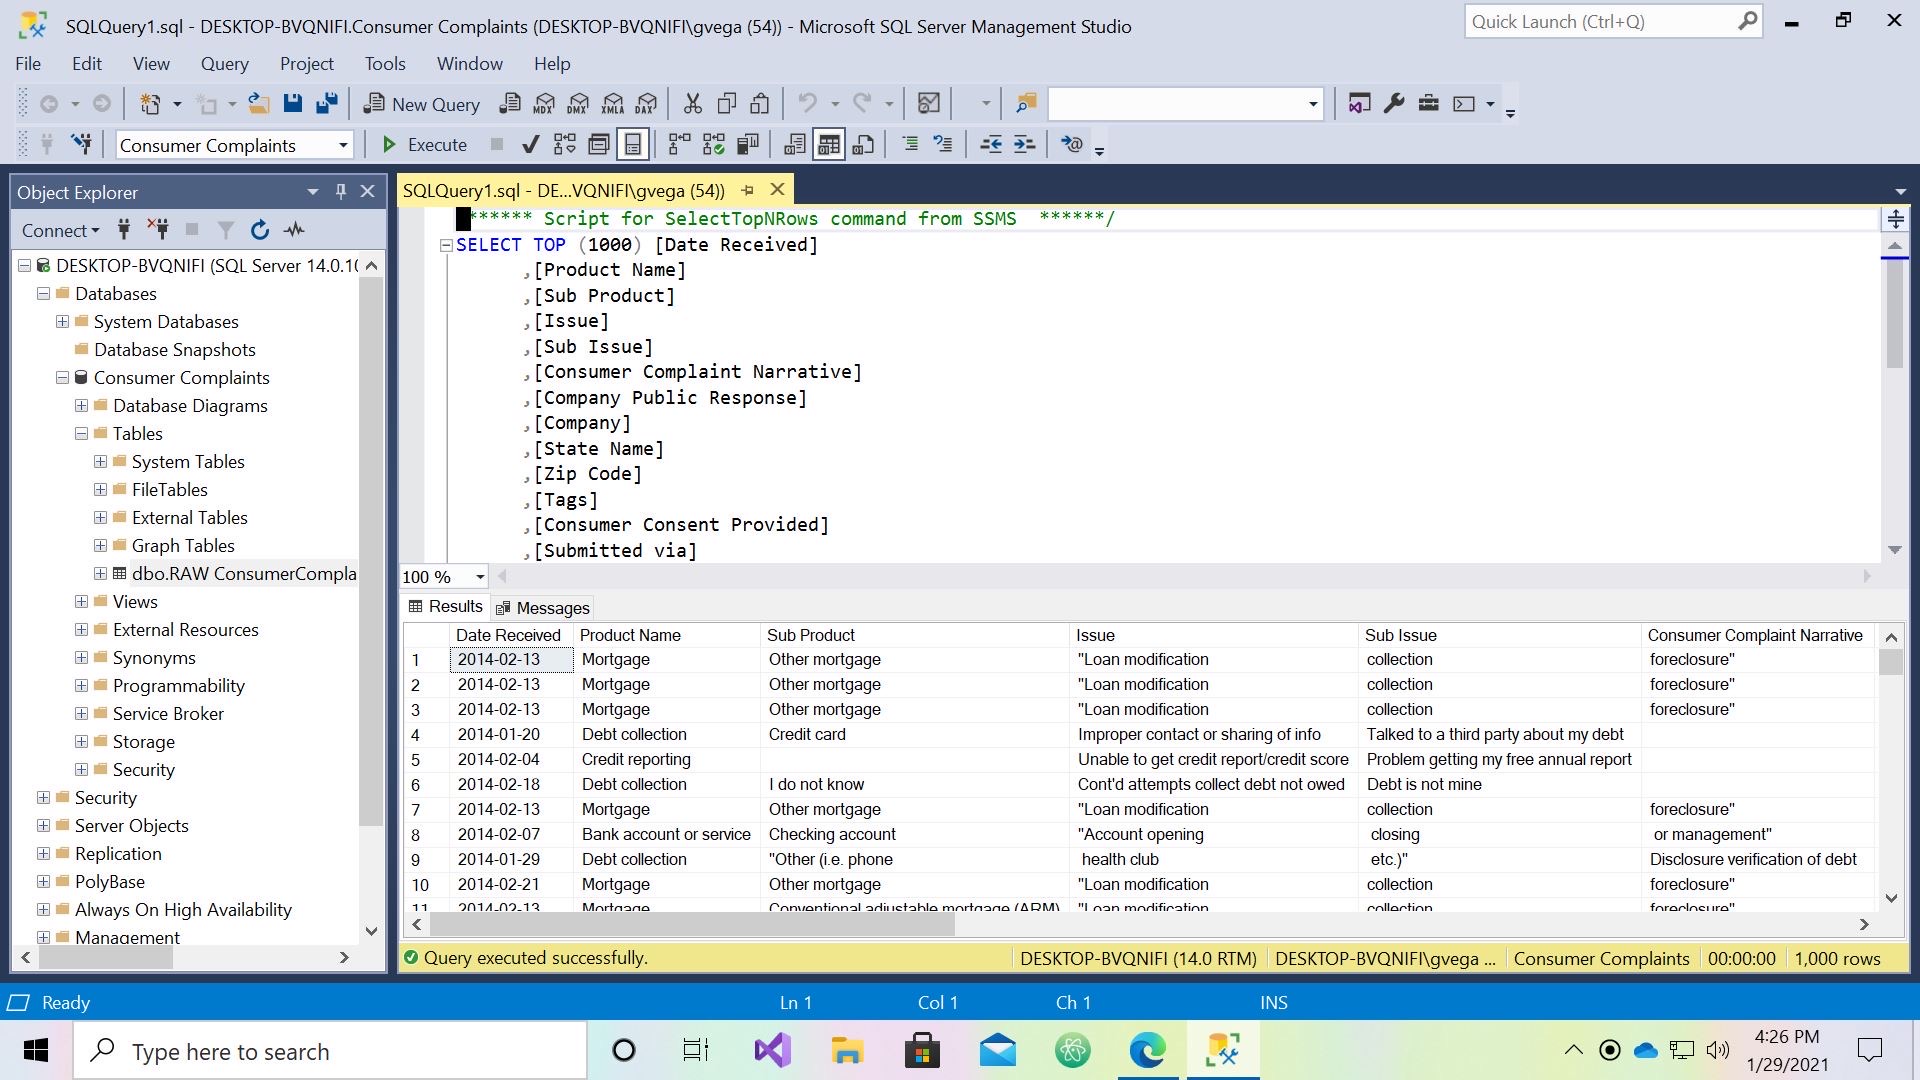 SQLQuery1.sql - DESKTOP-BVQNIFI.Consumer Complaints (DESKTOP-BVQNIFI\gvega (54)) - Microsoft SQL Server Management Studio
Quick Launch (Ctrl+Q)
File Edit View Query Project Tools Window Help
New Query MDX DMX XMLA DAX
Consumer Complaints Execute
Object Explorer
Connect
DESKTOP-BVQNIFI (SQL Server 14.0.10
Databases
System Databases
Database Snapshots
Consumer Complaints
Database Diagrams
Tables
System Tables
FileTables
External Tables
Graph Tables
dbo.RAW ConsumerCompla
Views
External Resources
Synonyms
Programmability
Service Broker
Storage
Security
Security
Server Objects
Replication
PolyBase
Always On High Availability
Management
SQLQuery1.sql - DE...VQNIFI\gvega (54))
****** Script for SelectTopNRows command from SSMS ******/
SELECT TOP (1000) [Date Received]
,[Product Name]
,[Sub Product]
,[Issue]
,[Sub Issue]
,[Consumer Complaint Narrative]
,[Company Public Response]
,[Company]
,[State Name]
,[Zip Code]
,[Tags]
,[Consumer Consent Provided]
,[Submitted via]
100 %
Results Messages
Date Received Product Name Sub Product Issue Sub Issue Consumer Complaint Narrative
1 2014-02-13 Mortgage Other mortgage "Loan modification collection foreclosure"
2 2014-02-13 Mortgage Other mortgage "Loan modification collection foreclosure"
3 2014-02-13 Mortgage Other mortgage "Loan modification collection foreclosure"
4 2014-01-20 Debt collection Credit card Improper contact or sharing of info Talked to a third party about my debt
5 2014-02-04 Credit reporting Unable to get credit report/credit score Problem getting my free annual report
6 2014-02-18 Debt collection I do not know Cont'd attempts collect debt not owed Debt is not mine
7 2014-02-13 Mortgage Other mortgage "Loan modification collection foreclosure"
8 2014-02-07 Bank account or service Checking account "Account opening closing or management"
9 2014-01-29 Debt collection "Other (i.e. phone health club etc.)" Disclosure verification of debt
10 2014-02-21 Mortgage Other mortgage "Loan modification collection foreclosure"
11 2014-02-13 Mortgage Conventional adjustable mortgage (ARM) "Loan modification collection foreclosure"
Query executed successfully. DESKTOP-BVQNIFI (14.0 RTM) DESKTOP-BVQNIFI\gvega ... Consumer Complaints 00:00:00 1,000 rows
Ready Ln 1 Col 1 Ch 1 INS
Type here to search
4:26 PM
1/29/2021